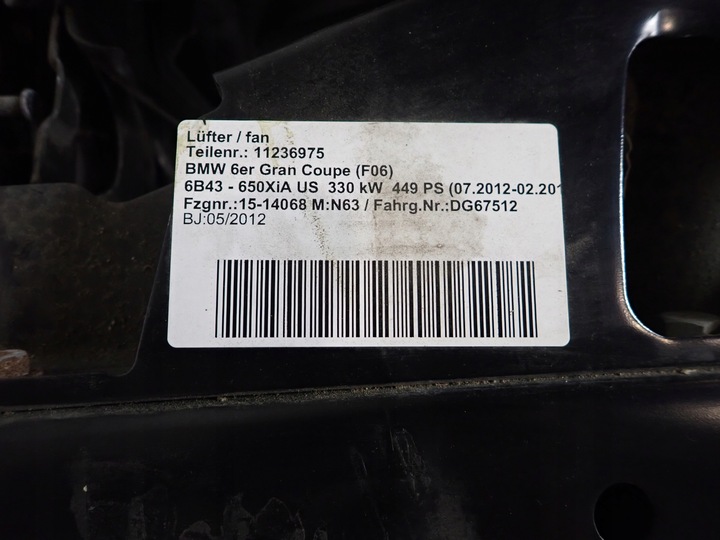 Lüfter / fan
Teilenr.: 11236975
BMW 6er Gran Coupe (F06)
6B43 - 650XiA US 330 kW 449 PS (07.2012-02.201
Fzgnr.:15-14068 M:N63 / Fahrg.Nr.:DG67512
BJ:05/2012